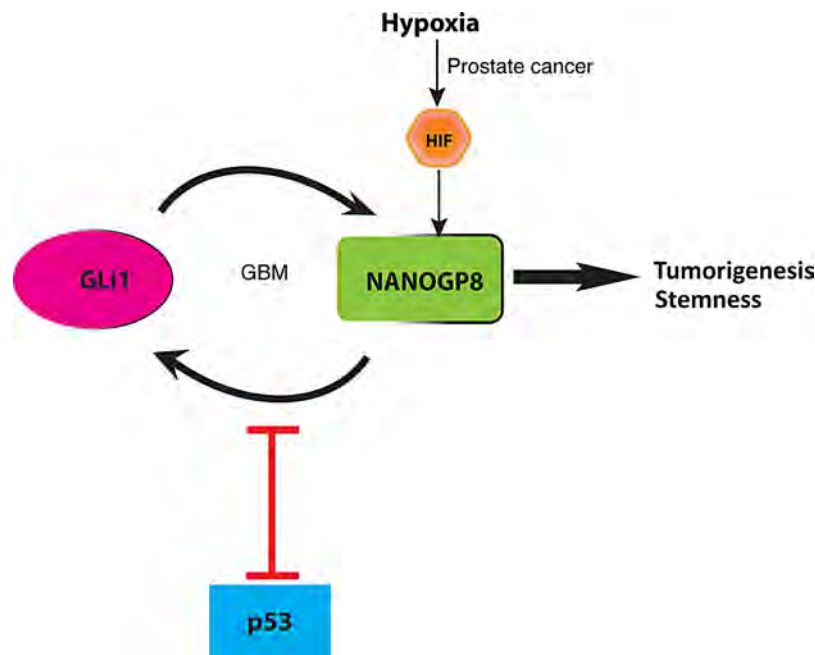 Hypoxia
Prostate cancer
HIF
GLI1
GBM
NANOGP8
Tumorigenesis
Stemness
p53